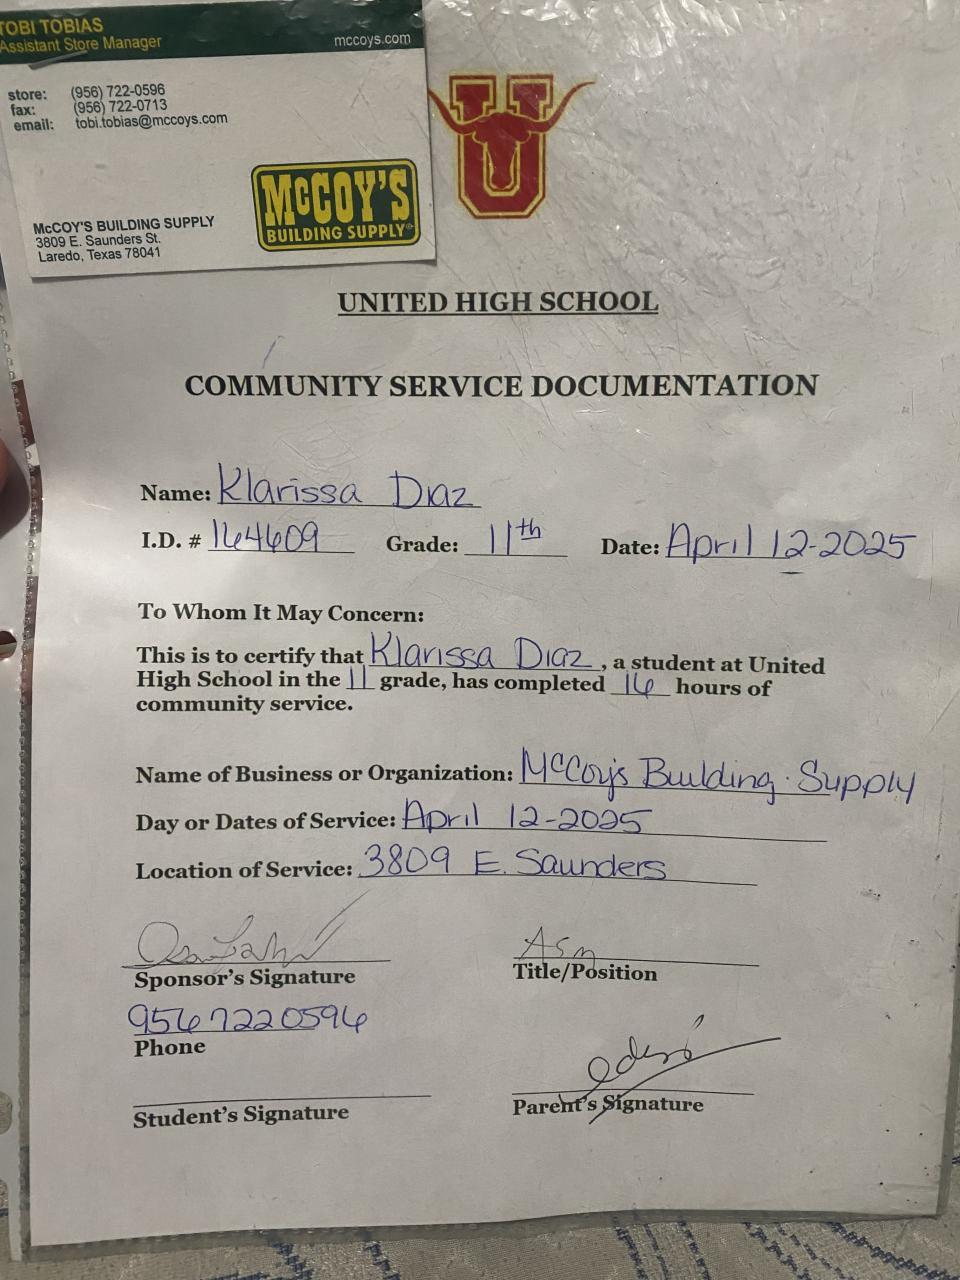 TOBI TOBIAS
Assistant Store Manager
mccoys.com
store: (956) 722-0596
fax: (956) 722-0713
email: tobi.tobias@mccoys.com
McCOY'S BUILDING SUPPLY
3809 E. Saunders St.
Laredo, Texas 78041
McCOY'S
BUILDING SUPPLY®
U
UNITED HIGH SCHOOL
COMMUNITY SERVICE DOCUMENTATION
Name: Klarissa Diaz
I.D. # 164609 Grade: 11th Date: April 12-2025
To Whom It May Concern:
This is to certify that Klarissa Diaz, a student at United
High School in the 11 grade, has completed 16 hours of
community service.
Name of Business or Organization: McCoy's Building Supply
Day or Dates of Service: April 12-2025
Location of Service: 3809 E. Saunders
Asm
Sponsor's Signature Title/Position
9567220596
Phone
Student's Signature Parent's Signature